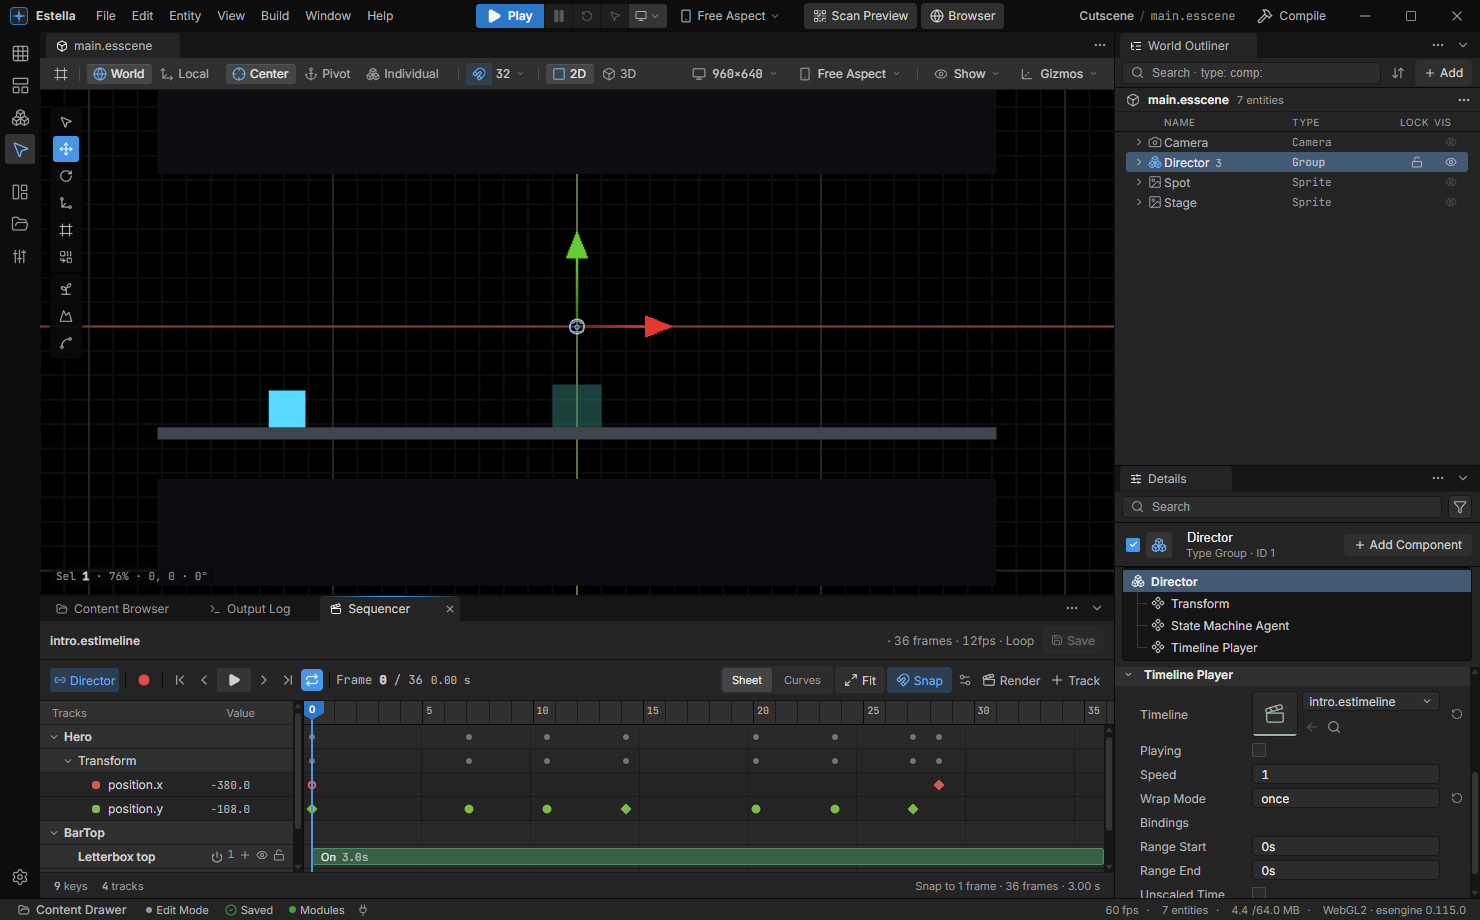 Estella File Edit Entity View Build Window Help Play Free Aspect Scan Preview Browser Cutscene / main.esscene Compile
main.esscene
World Local Center Pivot Individual 32 2D 3D 960×640 Free Aspect Show Gizmos
Sel 1 · 76% · 0, 0 · 0°
World Outliner
Search · type: comp: + Add
main.esscene 7 entities
NAME TYPE LOCK VIS
Camera Camera
Director 3 Group
Spot Sprite
Stage Sprite
Details
Search
Director
Type Group · ID 1
+ Add Component
Director
Transform
State Machine Agent
Timeline Player
Timeline Player
Timeline intro.estimeline
Playing
Speed 1
Wrap Mode once
Bindings
Range Start 0s
Range End 0s
Unscaled Time
Content Browser Output Log Sequencer
intro.estimeline · 36 frames · 12fps · Loop Save
Director Frame 0 / 36 0.00 s Sheet Curves Fit Snap Render + Track
Tracks Value 0 5 10 15 20 25 30 35
Hero
Transform
position.x -380.0
position.y -108.0
BarTop
Letterbox top 1 On 3.0s
9 keys 4 tracks Snap to 1 frame · 36 frames · 3.00 s
Content Drawer Edit Mode Saved Modules 60 fps · 7 entities · 4.4 /64.0 MB · WebGL2 · esengine 0.115.0